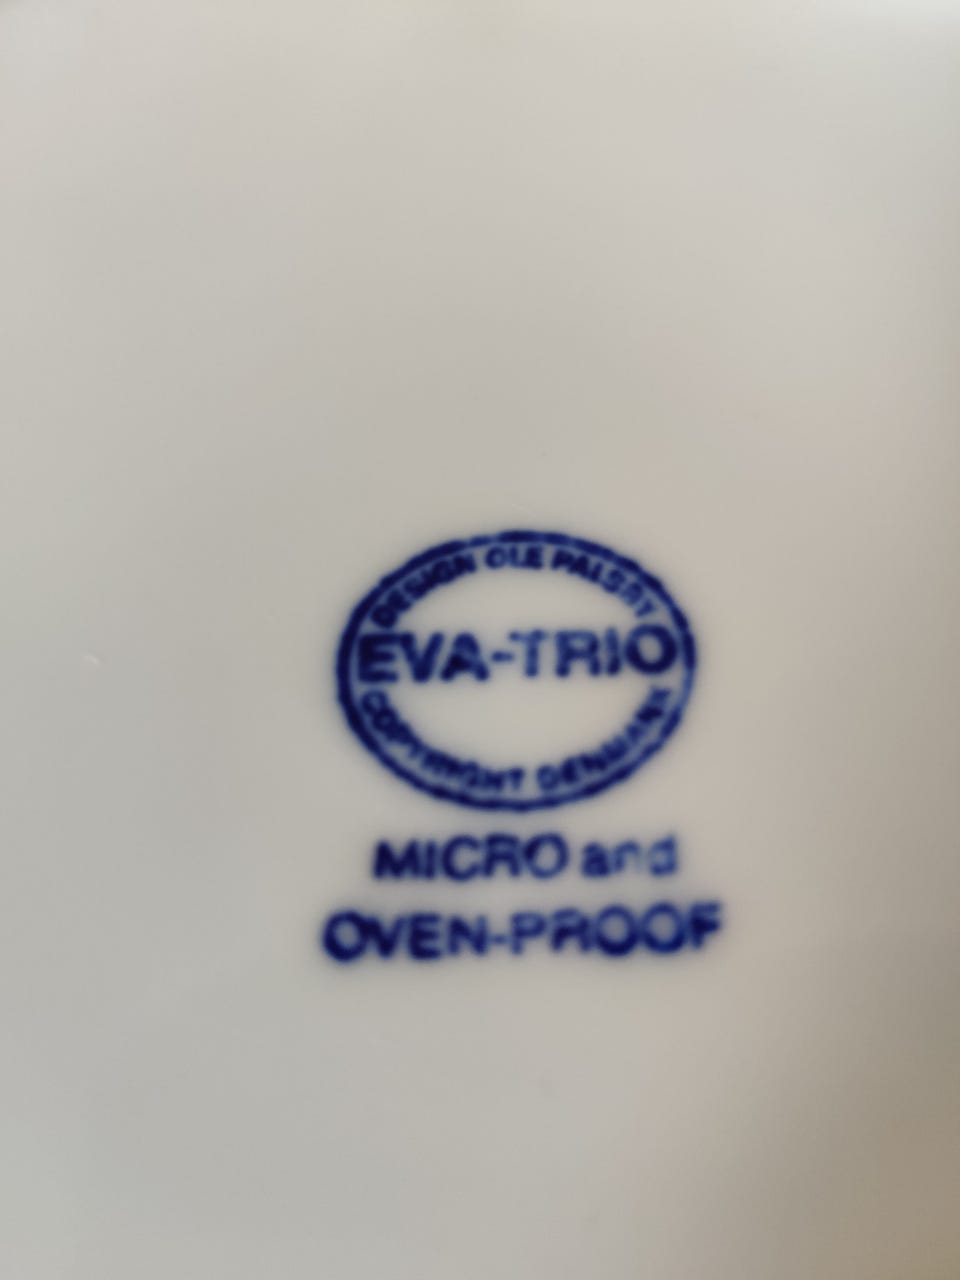 DESIGN OLE PALSBY
EVA-TRIO
COPYRIGHT DENMARK
MICRO and
OVEN-PROOF